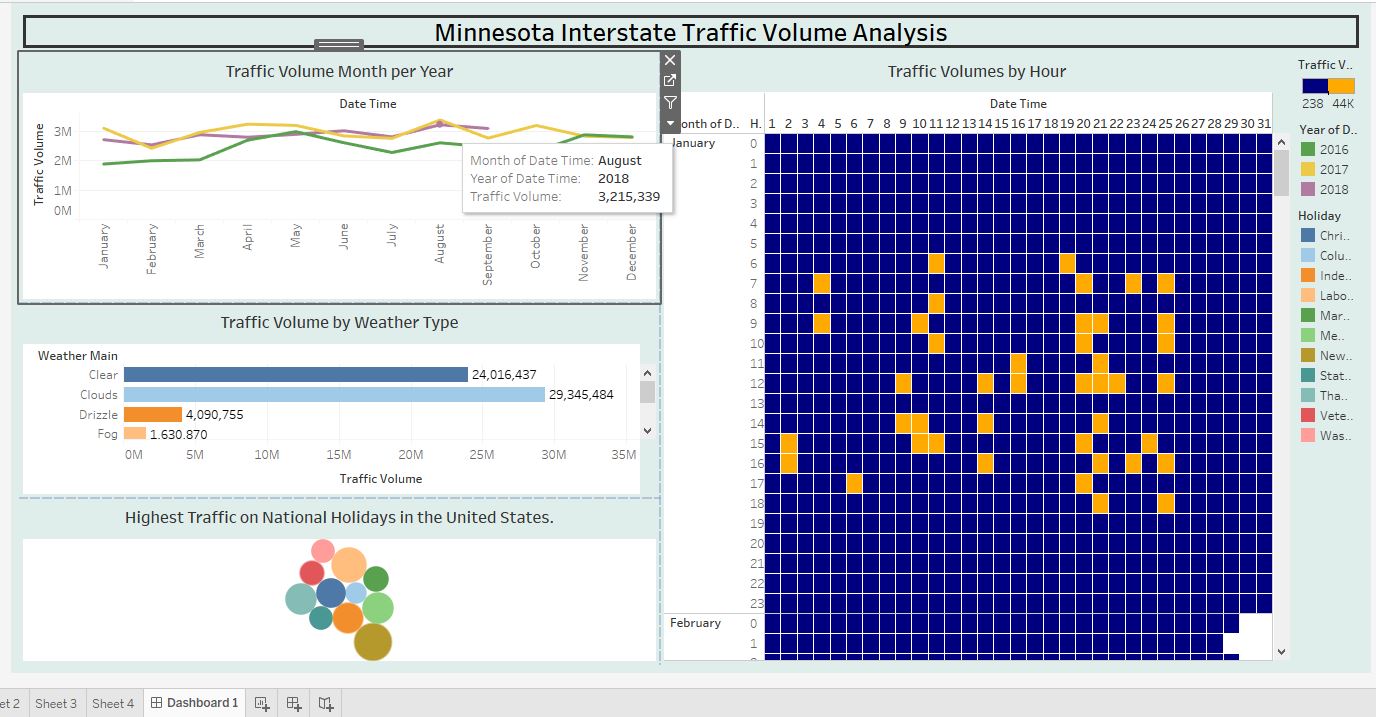 Minnesota Interstate Traffic Volume Analysis
Traffic Volume Month per Year
Date Time
Traffic Volume
3M
2M
1M
0M
January
February
March
April
May
June
July
August
September
October
November
December
Month of Date Time: August
Year of Date Time: 2018
Traffic Volume: 3,215,339
Traffic Volume by Weather Type
Weather Main
Clear 24,016,437
Clouds 29,345,484
Drizzle 4,090,755
Fog 1,630,870
0M 5M 10M 15M 20M 25M 30M 35M
Traffic Volume
Highest Traffic on National Holidays in the United States.
Traffic Volumes by Hour
Date Time
onth of D.. H. 1 2 3 4 5 6 7 8 9 10 11 12 13 14 15 16 17 18 19 20 21 22 23 24 25 26 27 28 29 30 31
January 0
1
2
3
4
5
6
7
8
9
10
11
12
13
14
15
16
17
18
19
20
21
22
23
February 0
1
Traffic V..
238 44K
Year of D..
2016
2017
2018
Holiday
Chri..
Colu..
Inde..
Labo..
Mar..
Me..
New..
Stat..
Tha..
Vete..
Was..
et 2 Sheet 3 Sheet 4 Dashboard 1